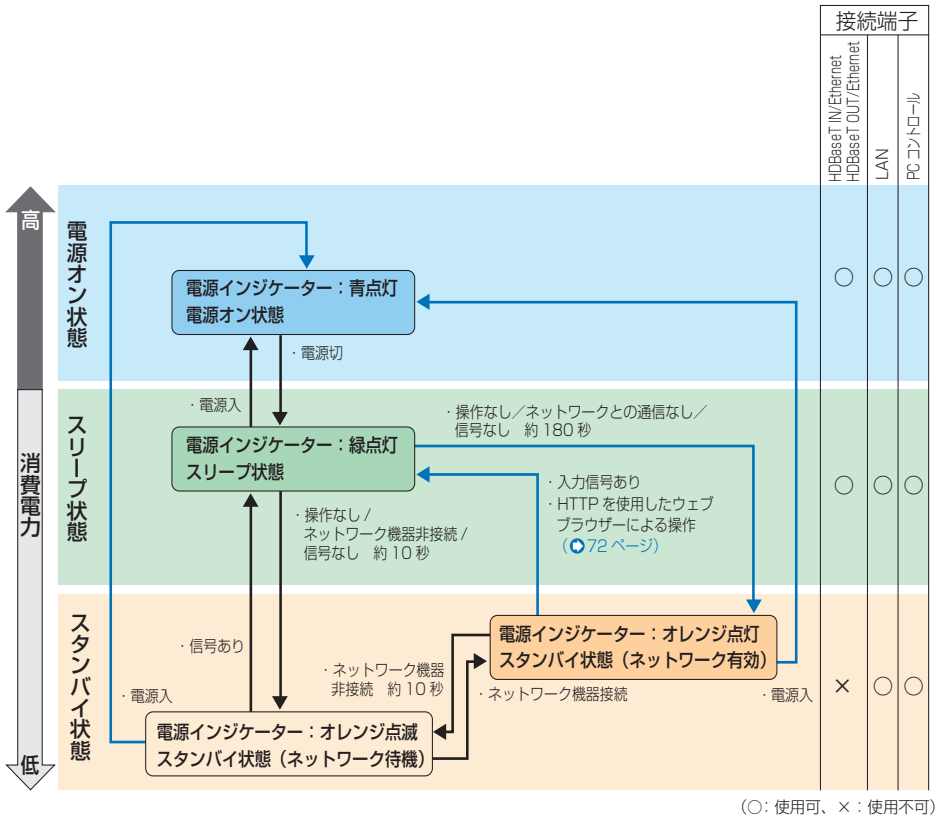 接続端子
HDBaseT IN/Ethernet
HDBaseT OUT/Ethernet
LAN
PC コントロール
高
消費電力
低
電源オン状態
電源インジケーター：青点灯
電源オン状態
○ ○ ○
・電源切
・電源入
スリープ状態
電源インジケーター：緑点灯
スリープ状態
・操作なし／ネットワークとの通信なし／
信号なし　約 180 秒
・入力信号あり
・HTTP を使用したウェブ
ブラウザーによる操作
（72 ページ）
○ ○ ○
・操作なし /
ネットワーク機器非接続 /
信号なし　約 10 秒
スタンバイ状態
・信号あり
電源インジケーター：オレンジ点灯
スタンバイ状態（ネットワーク有効）
・ネットワーク機器
非接続　約 10 秒
・ネットワーク機器接続
・電源入
・電源入
× ○ ○
電源インジケーター：オレンジ点滅
スタンバイ状態（ネットワーク待機）
（○：使用可、×：使用不可）